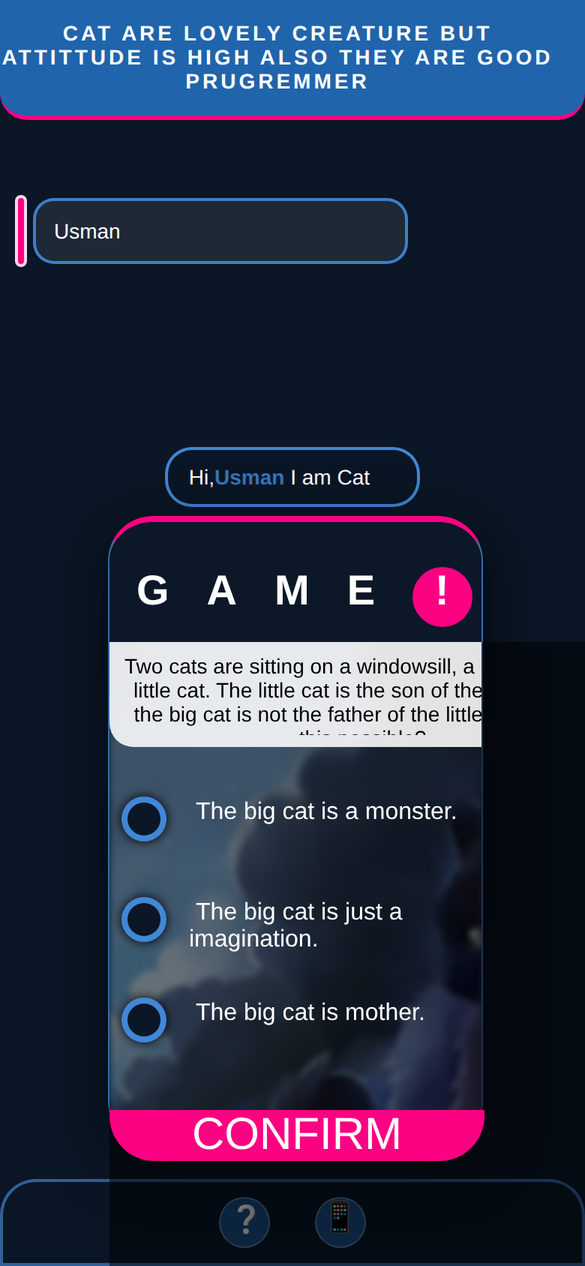 CAT ARE LOVELY CREATURE BUT
ATTITTUDE IS HIGH ALSO THEY ARE GOOD
PRUGREMMER
Usman
Hi,Usman I am Cat
G A M E !
Two cats are sitting on a windowsill, a
little cat. The little cat is the son of the
the big cat is not the father of the little
this possible?
The big cat is a monster.
The big cat is just a
imagination.
The big cat is mother.
CONFIRM